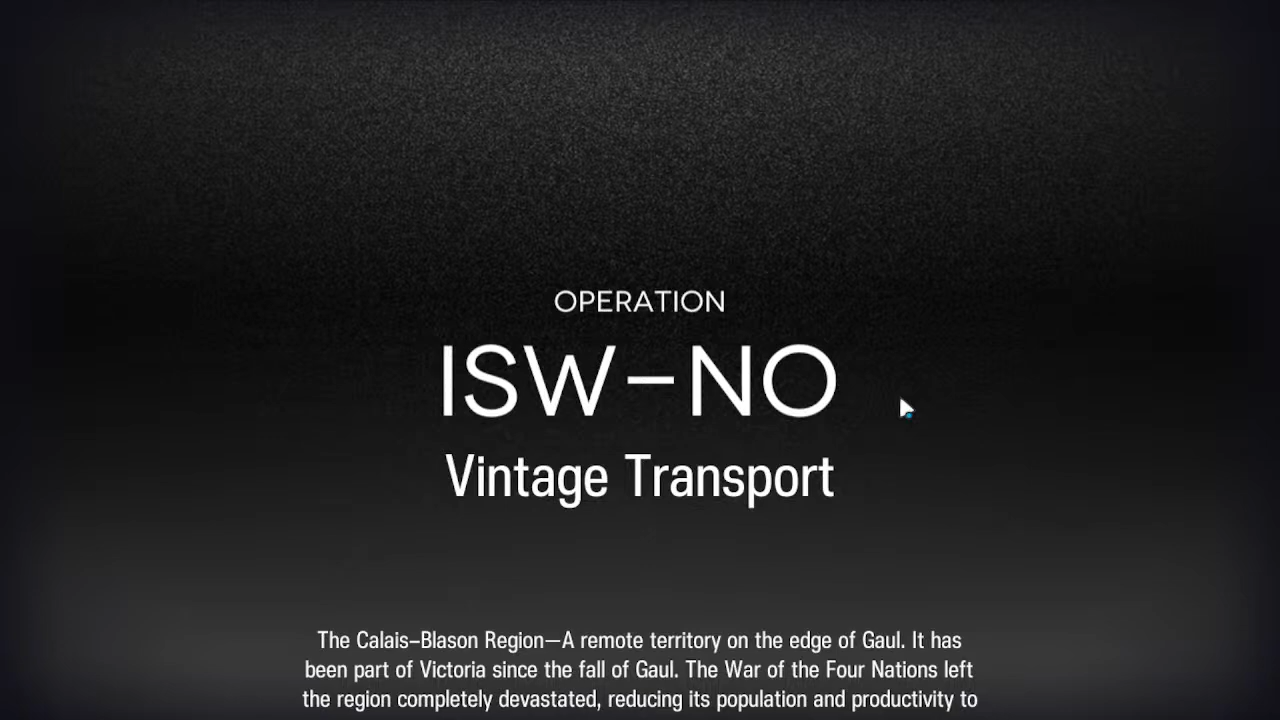 OPERATION
ISW-NO
Vintage Transport
The Calais-Blason Region—A remote territory on the edge of Gaul. It has
been part of Victoria since the fall of Gaul. The War of the Four Nations left
the region completely devastated, reducing its population and productivity to